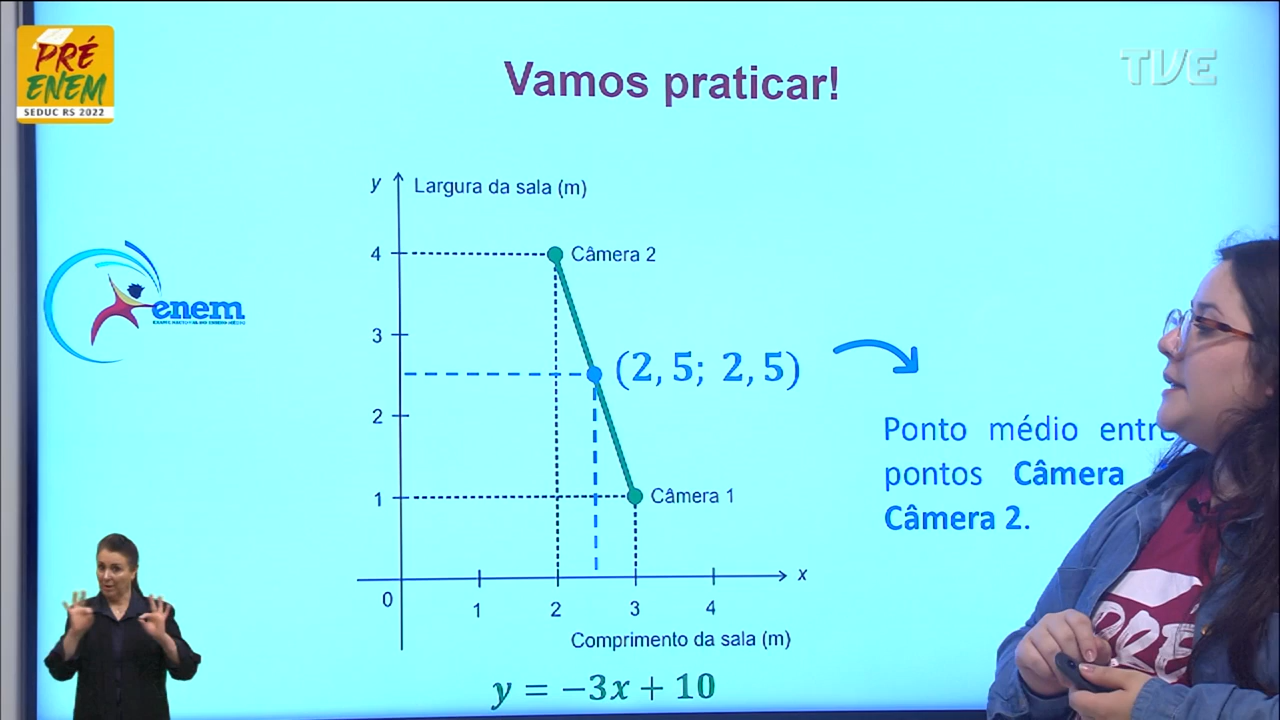 PRÉ
ENEM
SEDUC RS 2022
Vamos praticar!
TVE
y
Largura da sala (m)
4
Câmera 2
enem
3
(2,5; 2,5)
2
Ponto médio entre
pontos Câmera
Câmera 2.
1
Câmera 1
x
0
1
2
3
4
Comprimento da sala (m)
y = −3x + 10
PRÉ